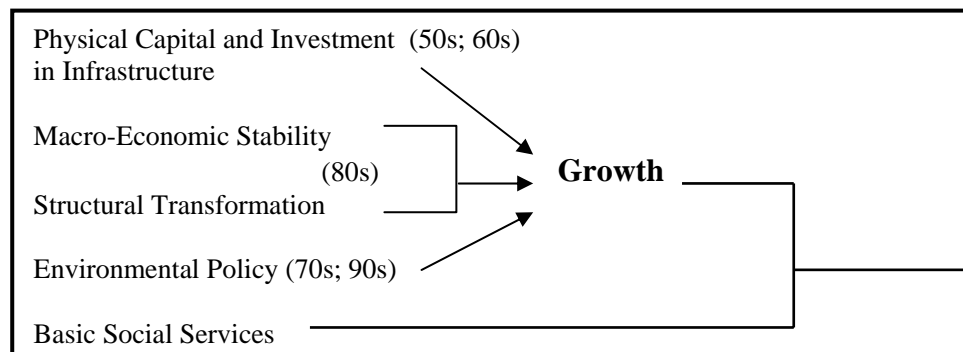 Physical Capital and Investment (50s; 60s)
in Infrastructure
Macro-Economic Stability
(80s)
Growth
Structural Transformation
Environmental Policy (70s; 90s)
Basic Social Services